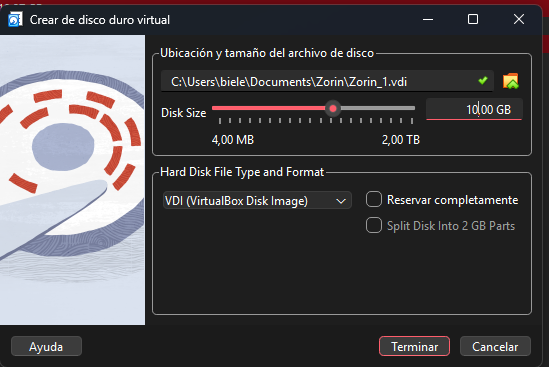 Crear de disco duro virtual
Ubicación y tamaño del archivo de disco
C:\Users\biele\Documents\Zorin\Zorin_1.vdi
Disk Size
10,00 GB
4,00 MB 2,00 TB
Hard Disk File Type and Format
VDI (VirtualBox Disk Image)
Reservar completamente
Split Disk Into 2 GB Parts
Ayuda
Terminar
Cancelar